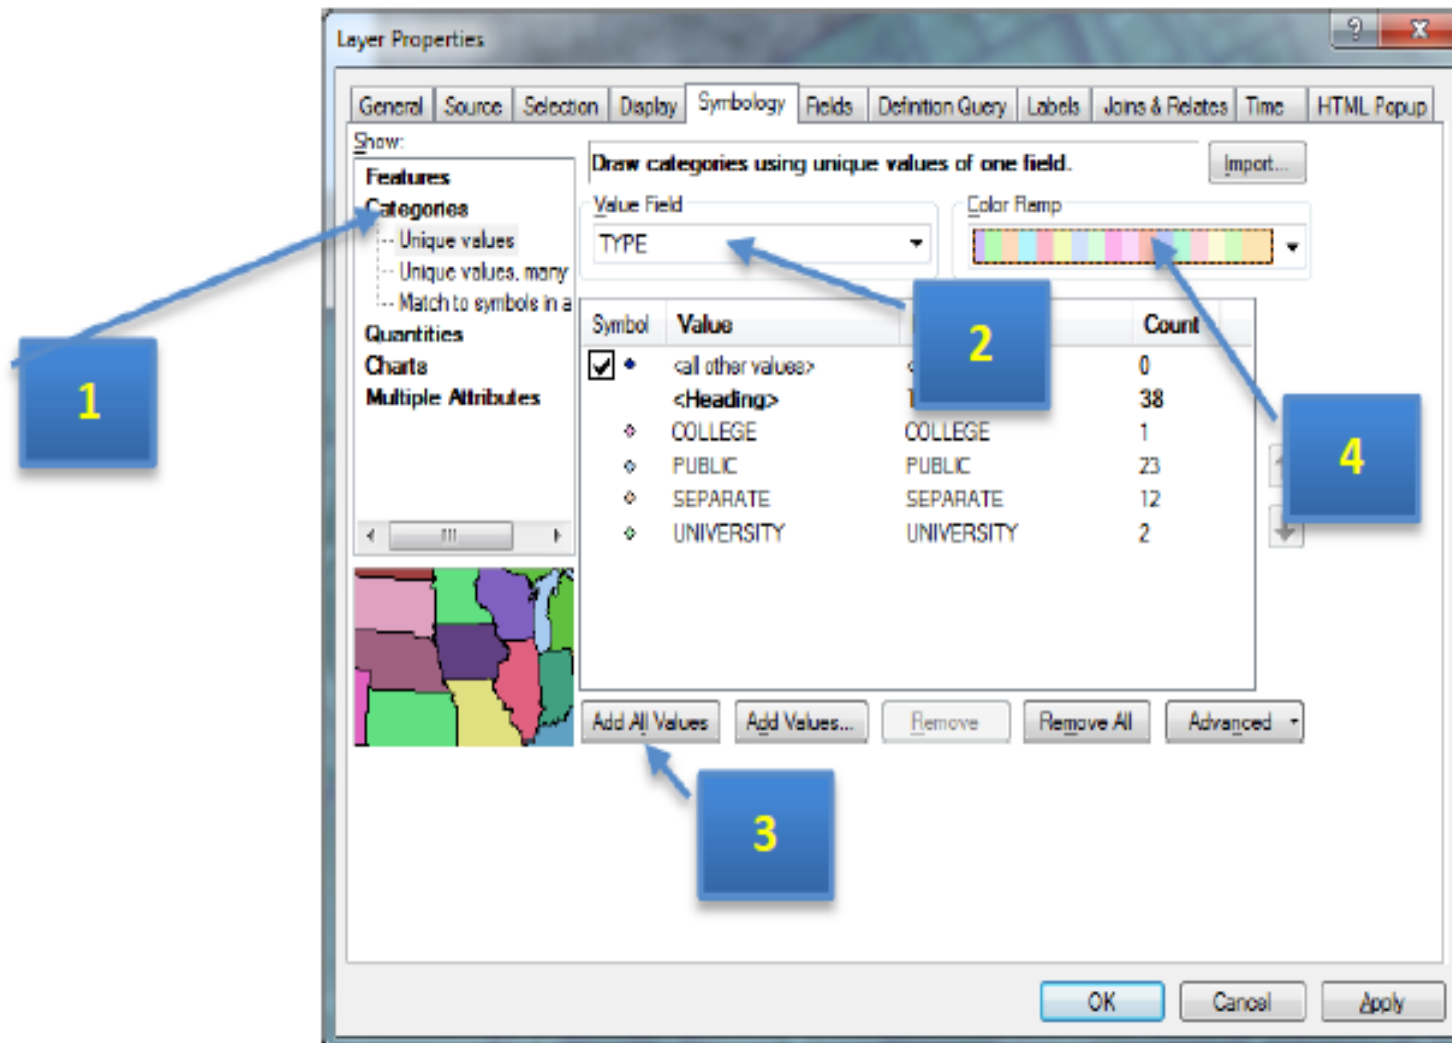 Layer Properties
General Source Selection Display Symbology Fields Definition Query Labels Joins & Relates Time HTML Popup
Show:
Features
Categories
Unique values
Unique values, many
Match to symbols in a
Quantities
Charts
Multiple Attributes
Draw categories using unique values of one field.
Import...
Value Field
TYPE
Color Ramp
Symbol Value Count
<all other values> 0
<Heading> 38
COLLEGE COLLEGE 1
PUBLIC PUBLIC 23
SEPARATE SEPARATE 12
UNIVERSITY UNIVERSITY 2
Add All Values Add Values... Remove Remove All Advanced
OK Cancel Apply
1
2
3
4